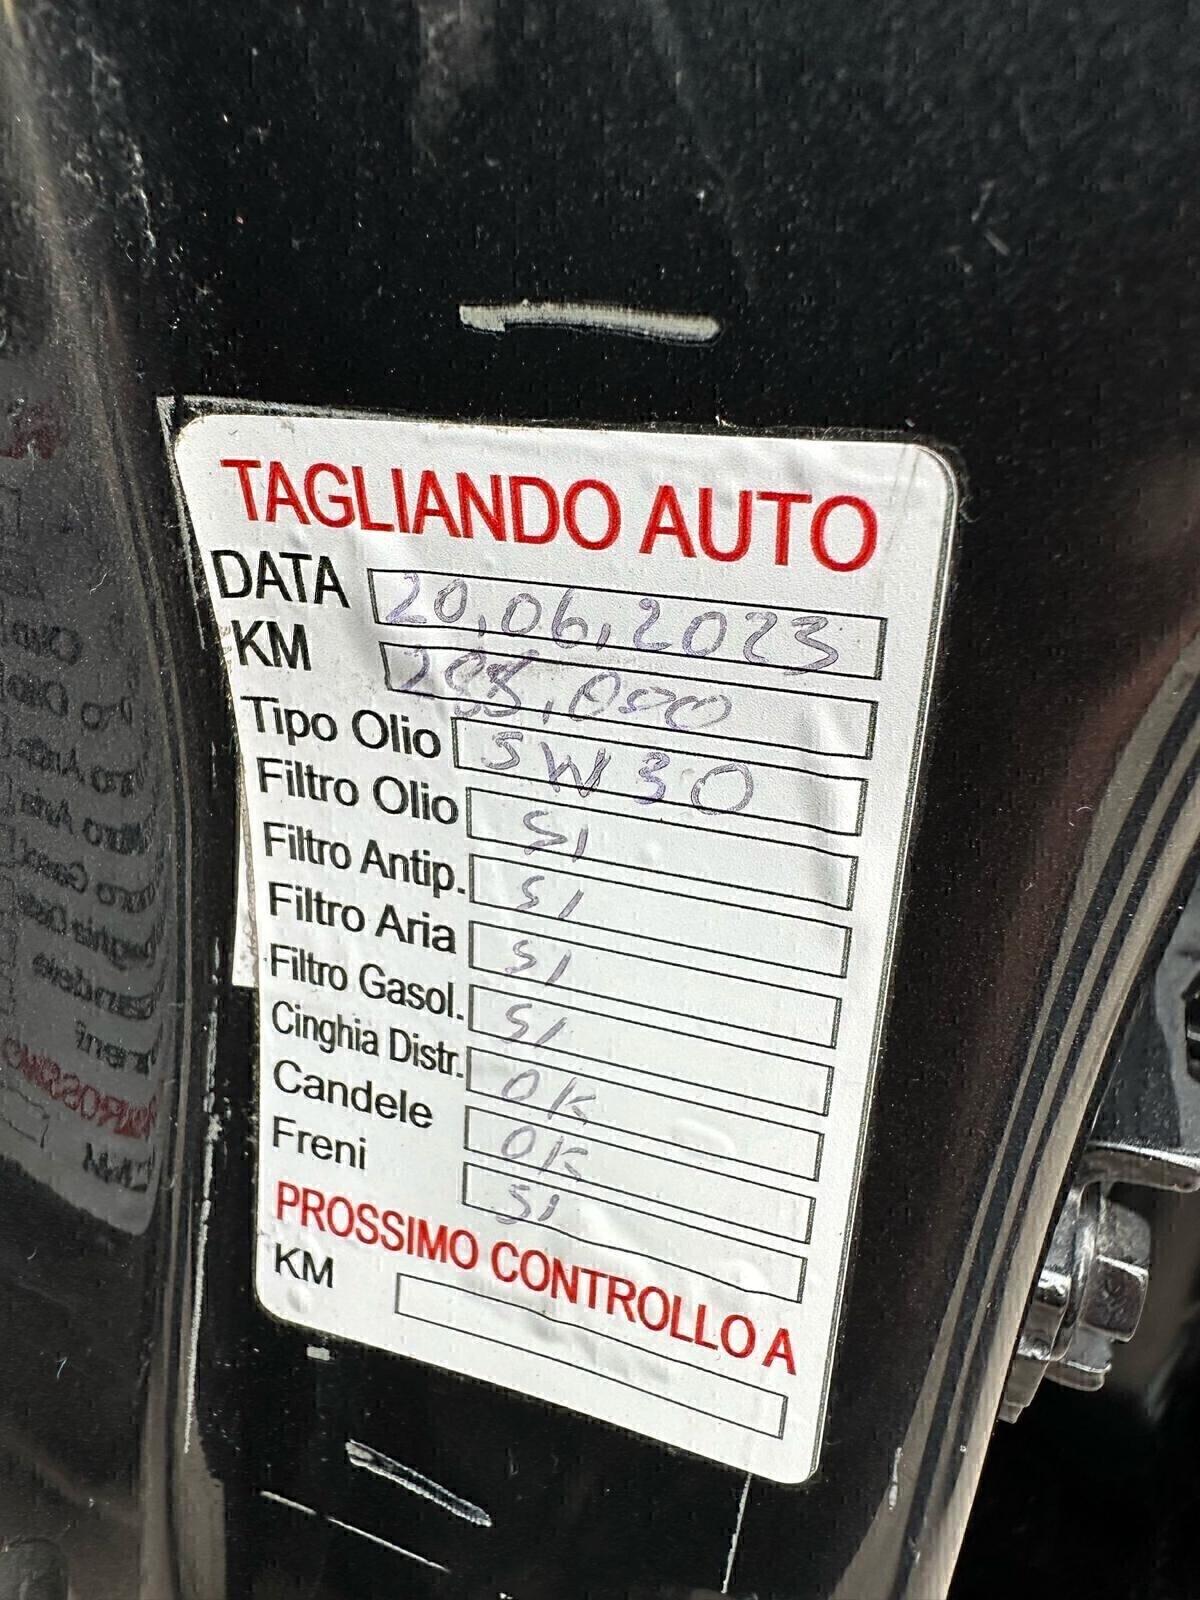 TAGLIANDO AUTO
DATA 20,06,2023
KM
Tipo Olio 5W30
Filtro Olio SI
Filtro Antip. SI
Filtro Aria SI
Filtro Gasol. SI
Cinghia Distr. OK
Candele OK
Freni SI
PROSSIMO CONTROLLO A
KM